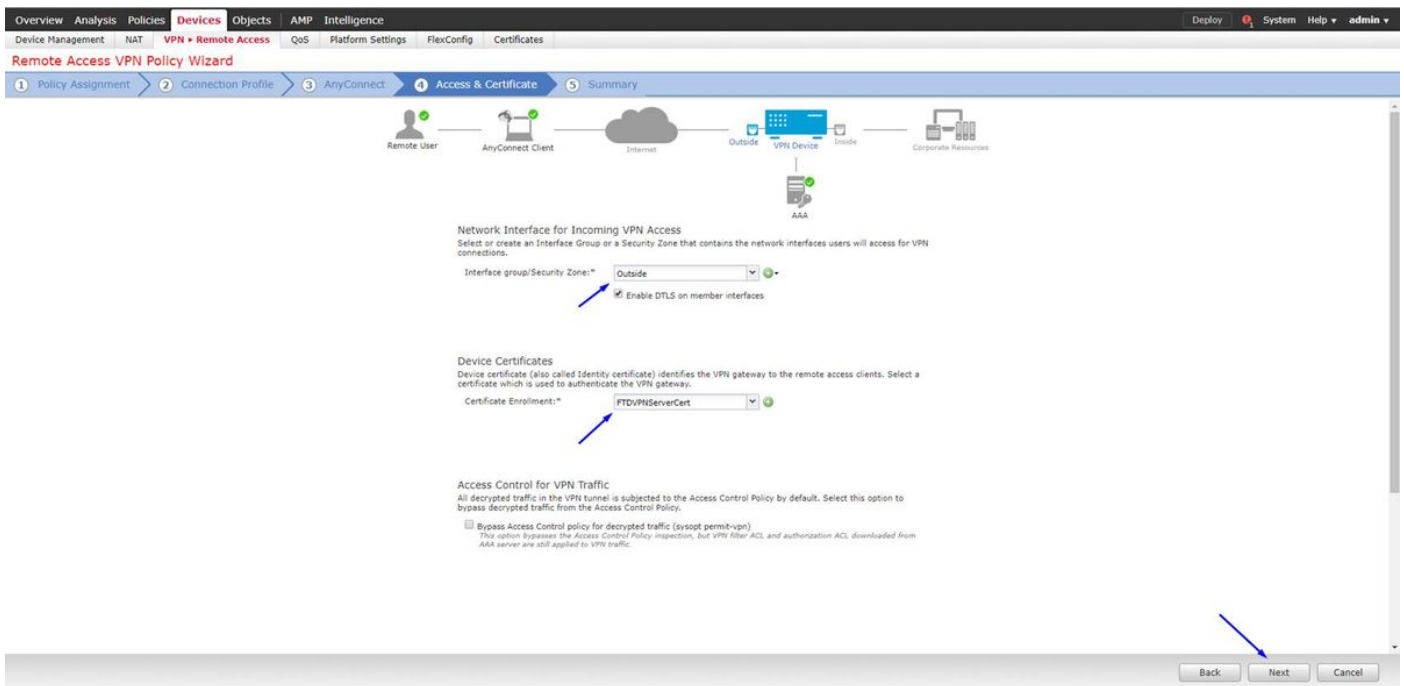 Overview Analysis Policies Devices Objects AMP Intelligence Deploy 1 System Help admin
Device Management NAT VPN ▸ Remote Access QoS Platform Settings FlexConfig Certificates
Remote Access VPN Policy Wizard
1 Policy Assignment 2 Connection Profile 3 AnyConnect 4 Access & Certificate 5 Summary
Remote User AnyConnect Client Internet Outside VPN Device Inside Corporate Resources
AAA
Network Interface for Incoming VPN Access
Select or create an Interface Group or a Security Zone that contains the network interfaces users will access for VPN
connections.
Interface group/Security Zone:* Outside
Enable DTLS on member interfaces
Device Certificates
Device certificate (also called Identity certificate) identifies the VPN gateway to the remote access clients. Select a
certificate which is used to authenticate the VPN gateway.
Certificate Enrollment:* FTDVPNServerCert
Access Control for VPN Traffic
All decrypted traffic in the VPN tunnel is subjected to the Access Control Policy by default. Select this option to
bypass decrypted traffic from the Access Control Policy.
Bypass Access Control policy for decrypted traffic (sysopt permit-vpn)
This option bypasses the Access Control Policy inspection, but VPN filter ACL and authorization ACL downloaded from
AAA server are still applied to VPN traffic.
Back Next Cancel